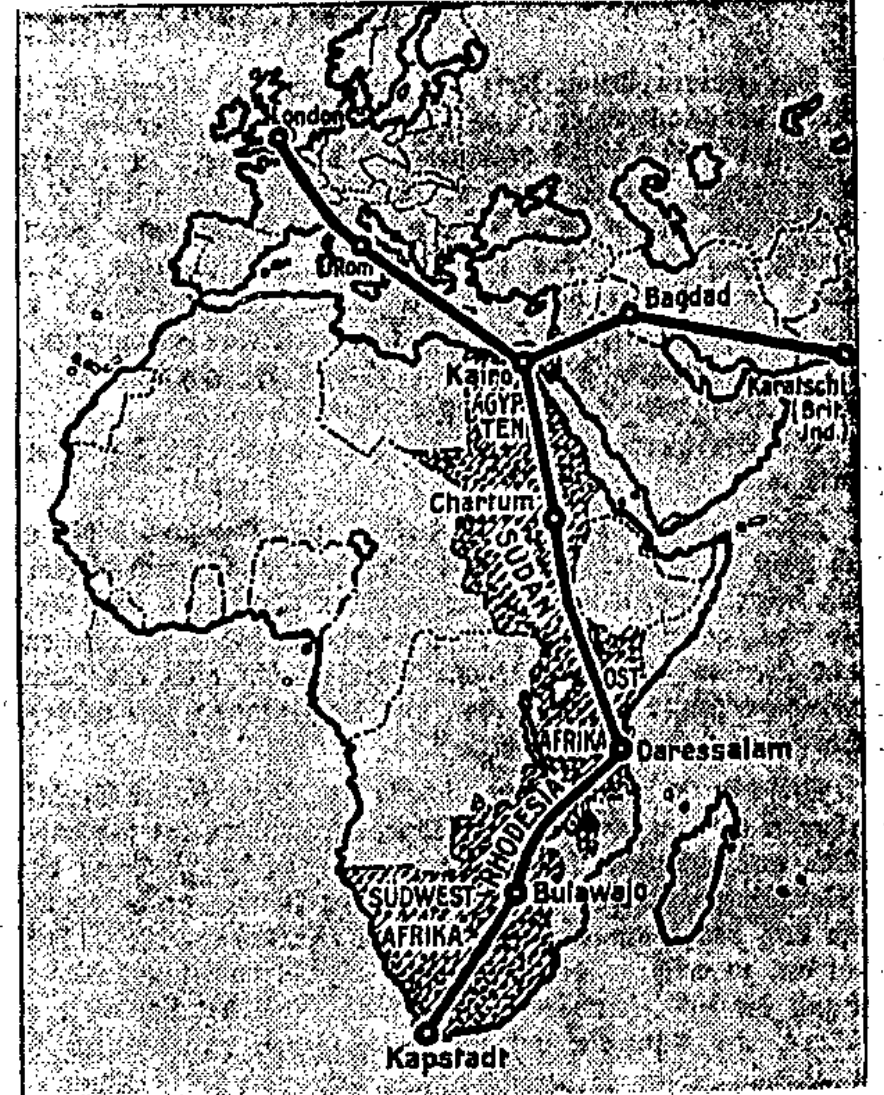 London
Rom
Bagdad
Kairo
ÄGYP-
TEN
Karatschi
(Brit.
Ind.)
Chartum
SUDAN
OST-
AFRIKA
Daressalam
RHODESIA
Bulawajo
SÜDWEST
AFRIKA
Kapstadt